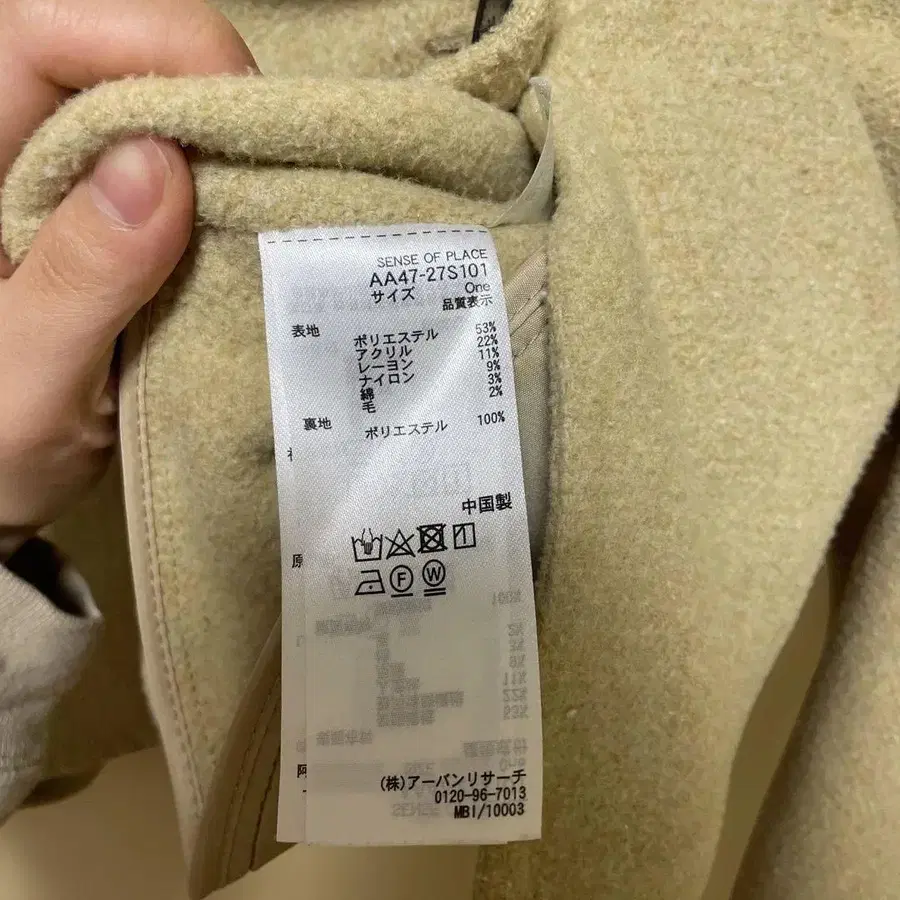 SENSE OF PLACE
AA47-27S101
サイズ One
品質表示
表地
ポリエステル 53%
アクリル 22%
レーヨン 11%
ナイロン 9%
綿 3%
毛 2%
裏地
ポリエステル 100%
中国製
原
F W
阿
(株)アーバンリサーチ
0120-96-7013
MBI/10003